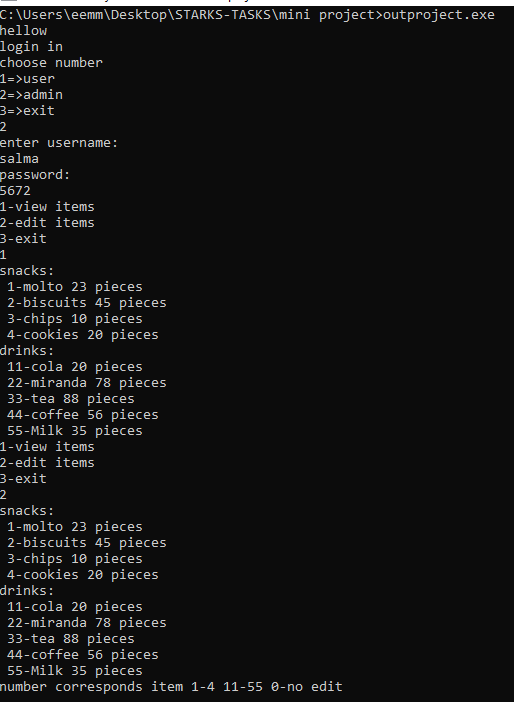 C:\Users\eemm\Desktop\STARKS-TASKS\mini project>outproject.exe
hellow
login in
choose number
1=>user
2=>admin
3=>exit
2
enter username:
salma
password:
5672
1-view items
2-edit items
3-exit
1
snacks:
1-molto 23 pieces
2-biscuits 45 pieces
3-chips 10 pieces
4-cookies 20 pieces
drinks:
11-cola 20 pieces
22-miranda 78 pieces
33-tea 88 pieces
44-coffee 56 pieces
55-Milk 35 pieces
1-view items
2-edit items
3-exit
2
snacks:
1-molto 23 pieces
2-biscuits 45 pieces
3-chips 10 pieces
4-cookies 20 pieces
drinks:
11-cola 20 pieces
22-miranda 78 pieces
33-tea 88 pieces
44-coffee 56 pieces
55-Milk 35 pieces
number corresponds item 1-4 11-55 0-no edit